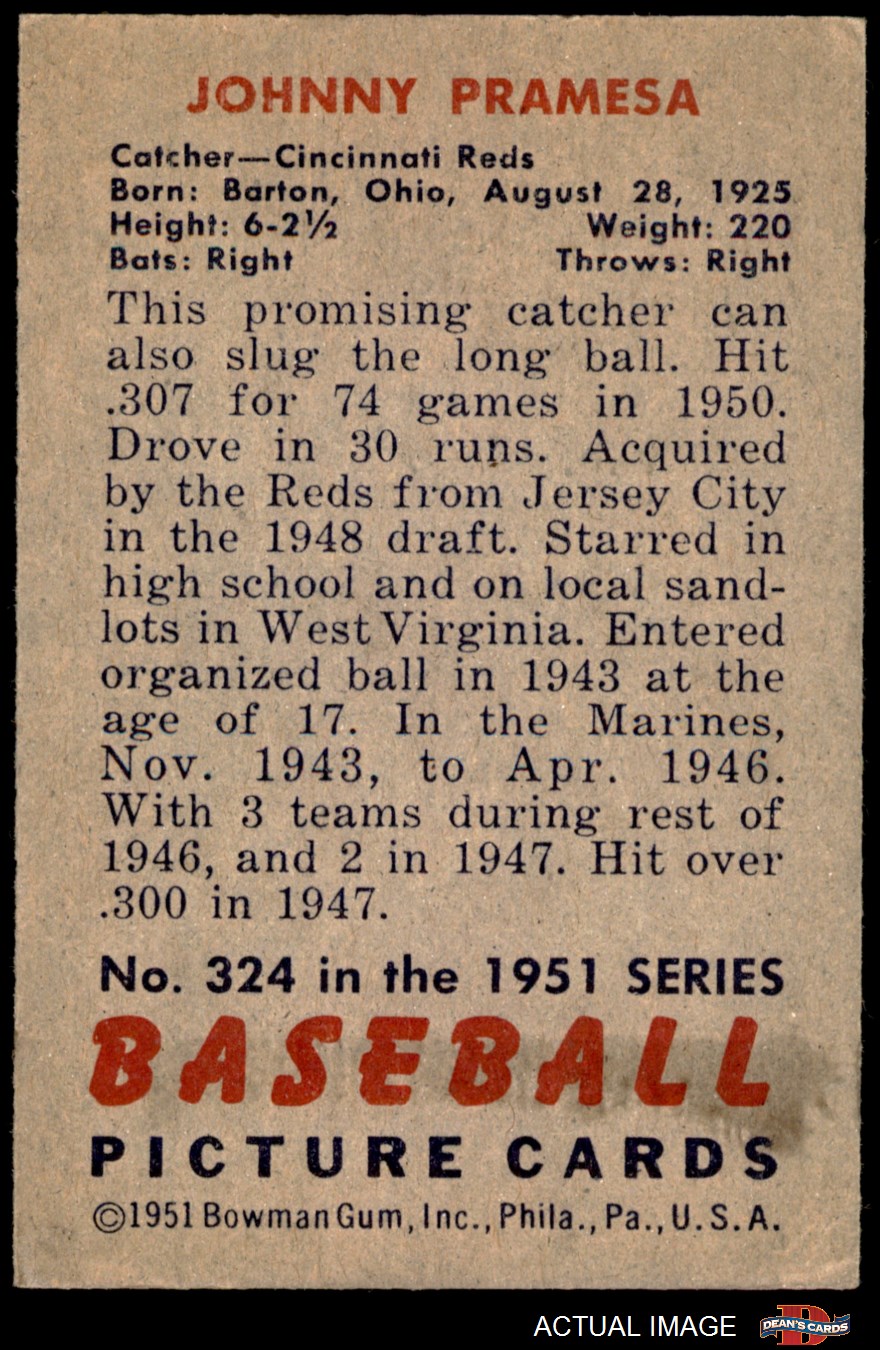 JOHNNY PRAMESA
Catcher—Cincinnati Reds
Born: Barton, Ohio, August 28, 1925
Height: 6-2½ Weight: 220
Bats: Right Throws: Right
This promising catcher can
also slug the long ball. Hit
.307 for 74 games in 1950.
Drove in 30 runs. Acquired
by the Reds from Jersey City
in the 1948 draft. Starred in
high school and on local sand-
lots in West Virginia. Entered
organized ball in 1943 at the
age of 17. In the Marines,
Nov. 1943, to Apr. 1946.
With 3 teams during rest of
1946, and 2 in 1947. Hit over
.300 in 1947.
No. 324 in the 1951 SERIES
BASEBALL
PICTURE CARDS
©1951 Bowman Gum, Inc., Phila., Pa., U.S.A.
ACTUAL IMAGE
D
DEAN'S CARDS